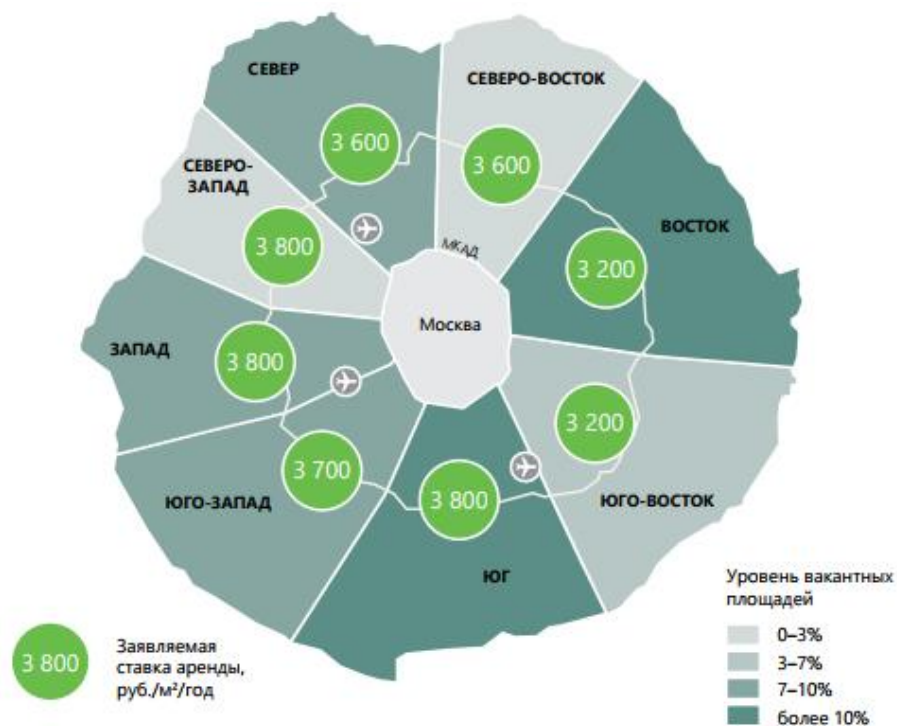 СЕВЕР
СЕВЕРО-ВОСТОК
3 600
3 600
СЕВЕРО-
ЗАПАД
ВОСТОК
3 800
МКАД
3 200
Москва
ЗАПАД
3 800
3 200
3 700
ЮГО-ЗАПАД
3 800
ЮГО-ВОСТОК
ЮГ
3 800
Заявляемая
ставка аренды,
руб./м²/год
Уровень вакантных
площадей
0–3%
3–7%
7–10%
более 10%